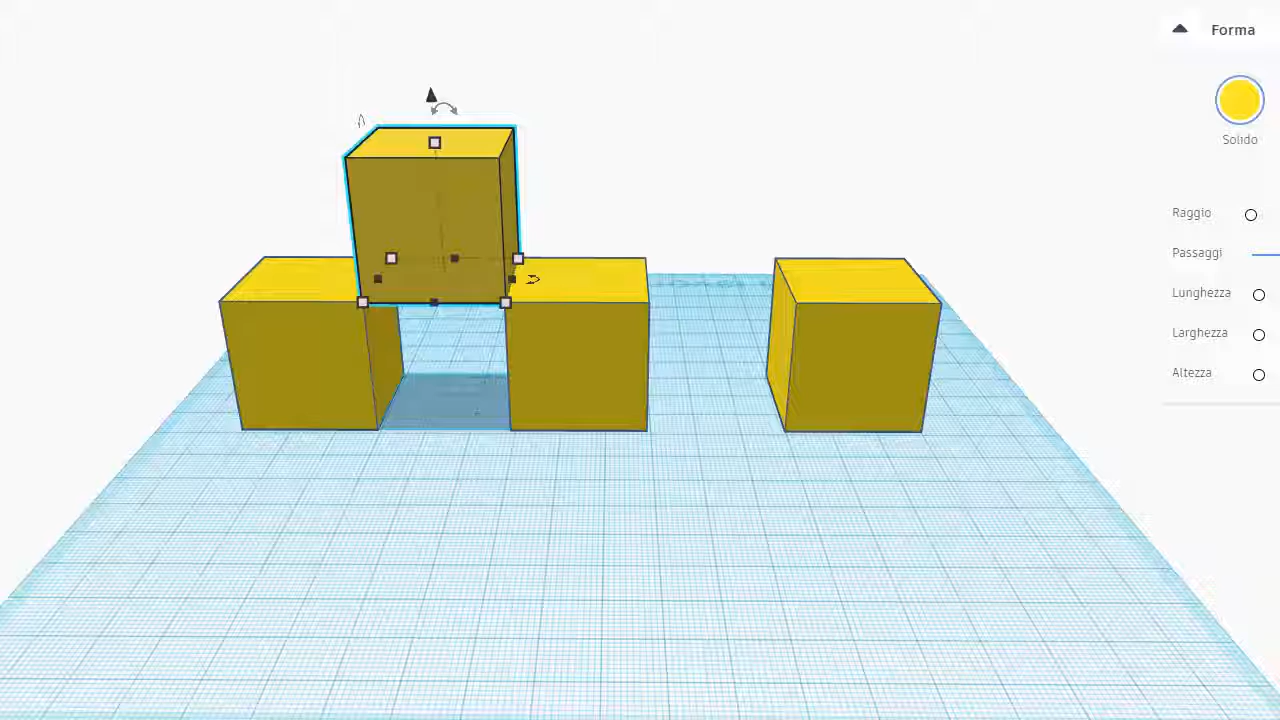 Forma
Solido
Raggio
Passaggi
Lunghezza
Larghezza
Altezza